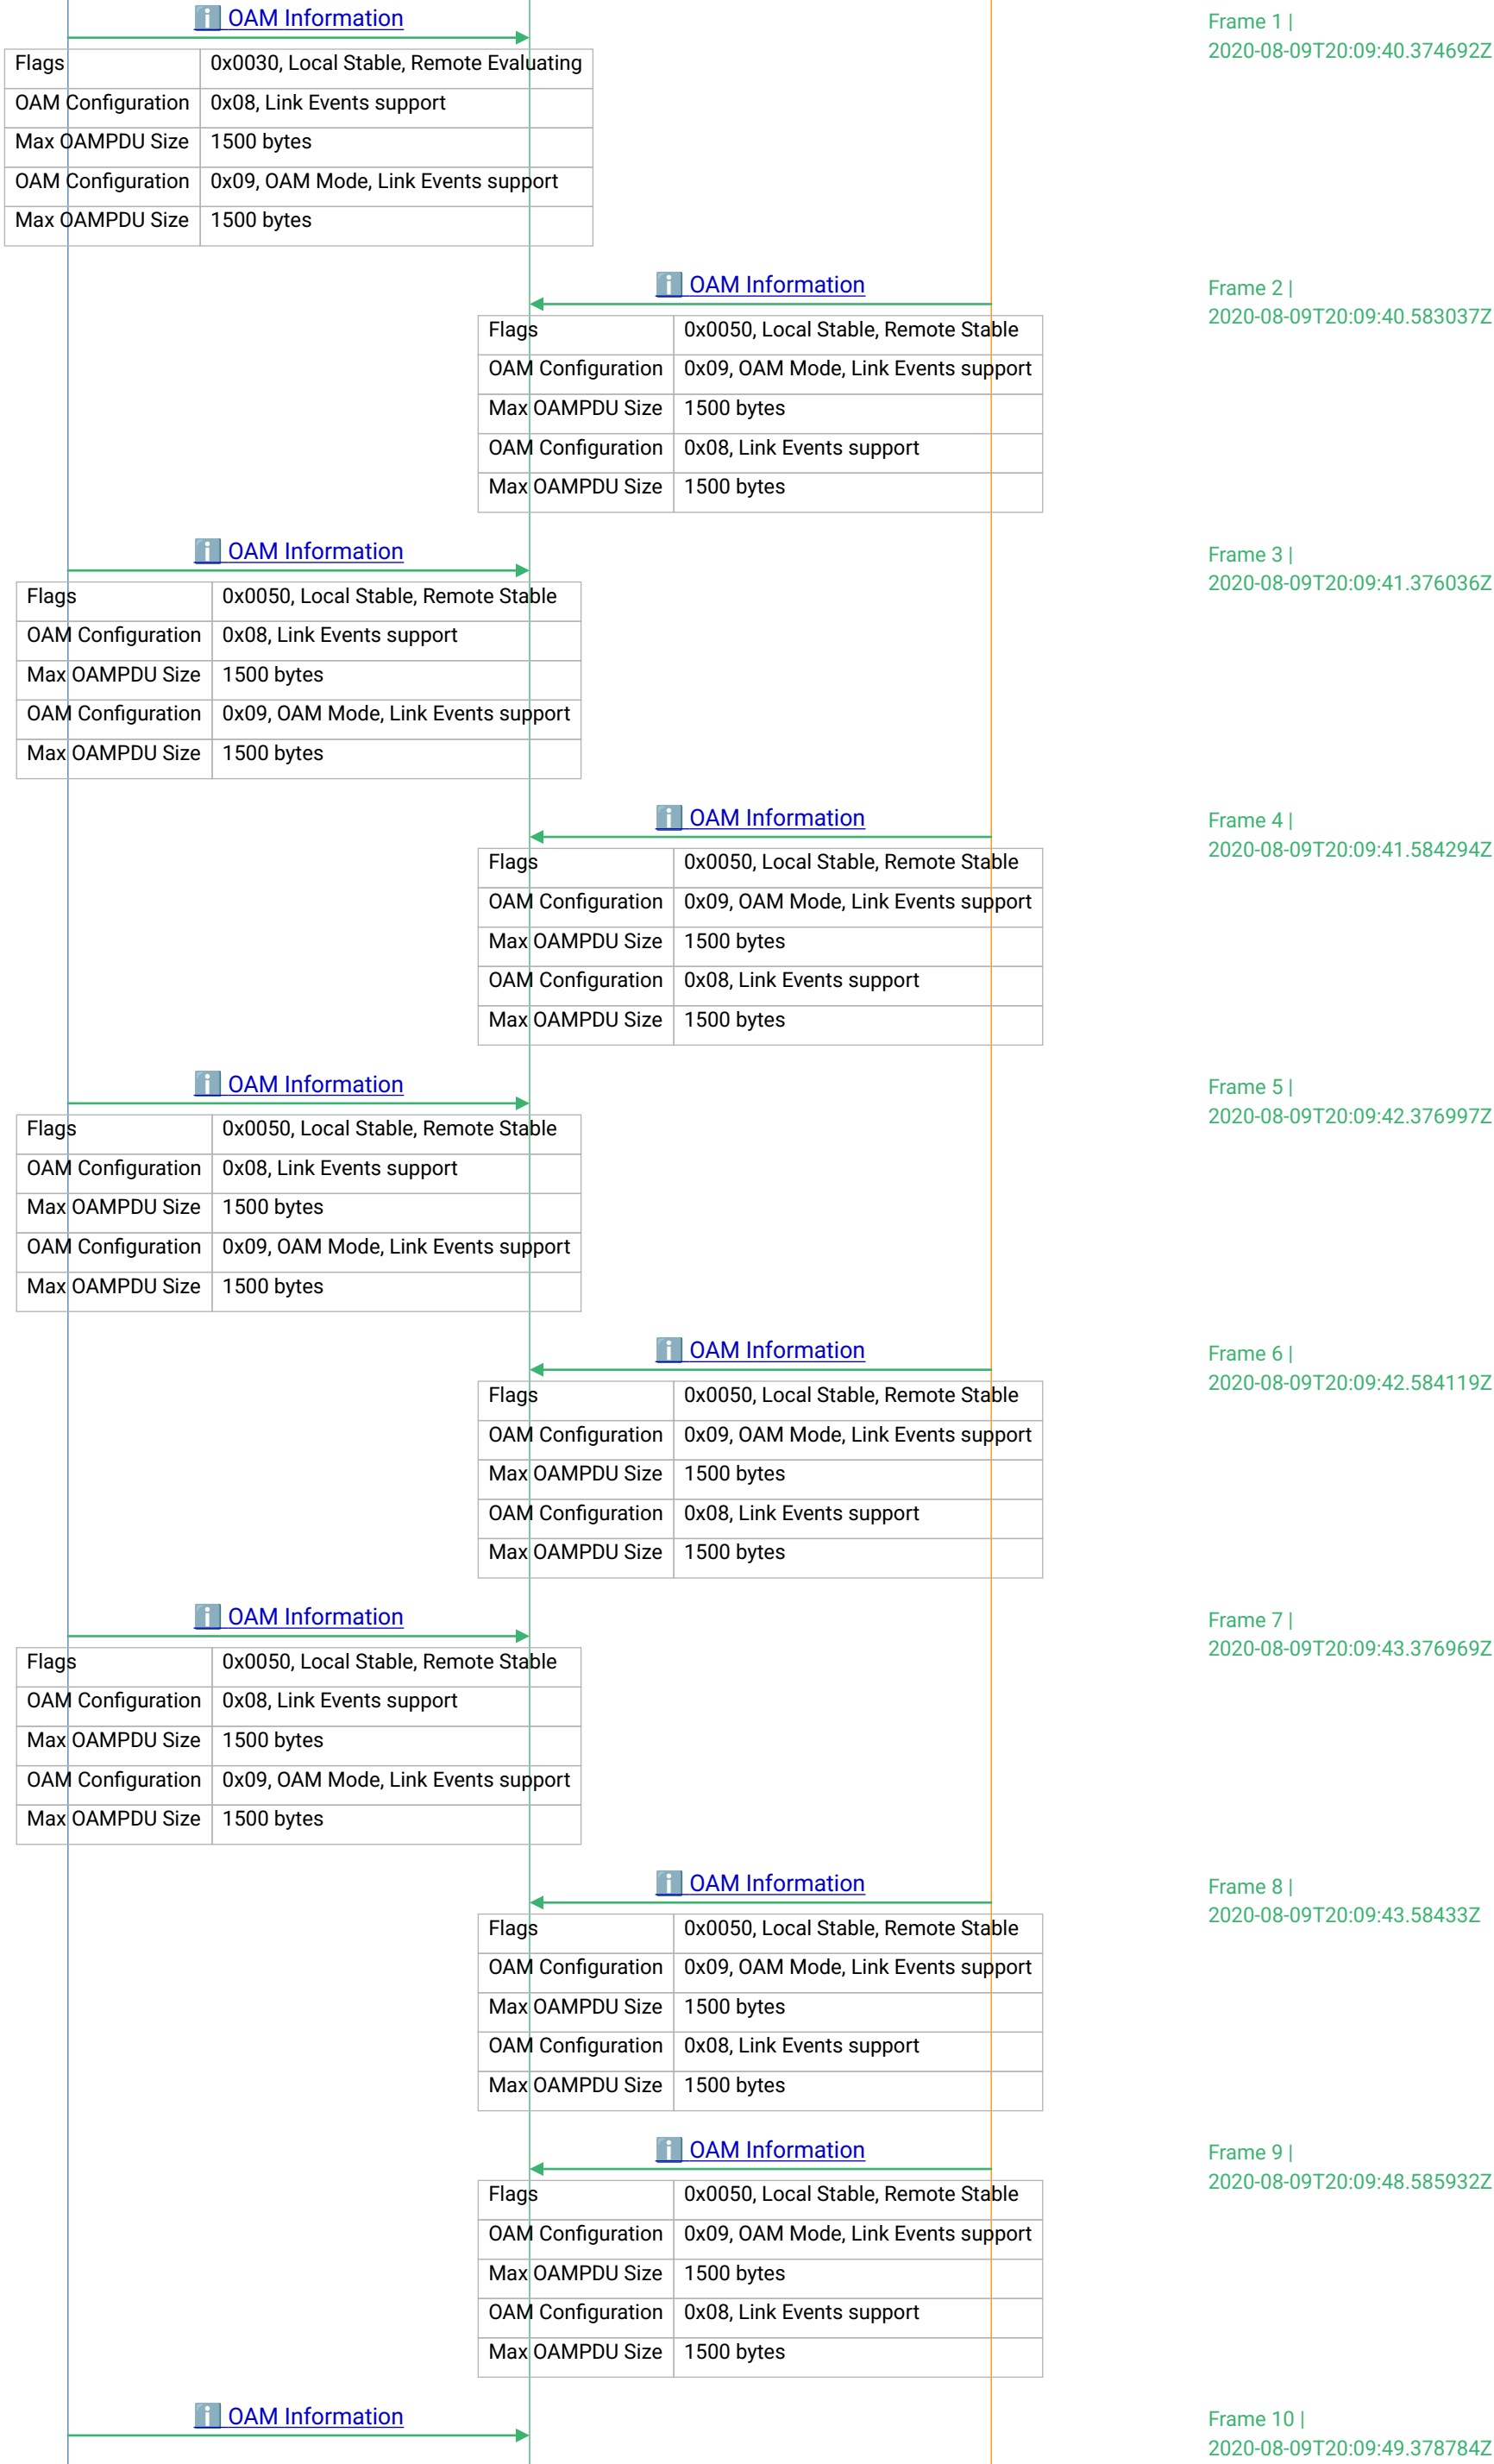 ℹ️ OAM Information
Frame 1 |
2020-08-09T20:09:40.374692Z
Flags 0x0030, Local Stable, Remote Evaluating
OAM Configuration 0x08, Link Events support
Max OAMPDU Size 1500 bytes
OAM Configuration 0x09, OAM Mode, Link Events support
Max OAMPDU Size 1500 bytes
ℹ️ OAM Information
Frame 2 |
2020-08-09T20:09:40.583037Z
Flags 0x0050, Local Stable, Remote Stable
OAM Configuration 0x09, OAM Mode, Link Events support
Max OAMPDU Size 1500 bytes
OAM Configuration 0x08, Link Events support
Max OAMPDU Size 1500 bytes
ℹ️ OAM Information
Frame 3 |
2020-08-09T20:09:41.376036Z
Flags 0x0050, Local Stable, Remote Stable
OAM Configuration 0x08, Link Events support
Max OAMPDU Size 1500 bytes
OAM Configuration 0x09, OAM Mode, Link Events support
Max OAMPDU Size 1500 bytes
ℹ️ OAM Information
Frame 4 |
2020-08-09T20:09:41.584294Z
Flags 0x0050, Local Stable, Remote Stable
OAM Configuration 0x09, OAM Mode, Link Events support
Max OAMPDU Size 1500 bytes
OAM Configuration 0x08, Link Events support
Max OAMPDU Size 1500 bytes
ℹ️ OAM Information
Frame 5 |
2020-08-09T20:09:42.376997Z
Flags 0x0050, Local Stable, Remote Stable
OAM Configuration 0x08, Link Events support
Max OAMPDU Size 1500 bytes
OAM Configuration 0x09, OAM Mode, Link Events support
Max OAMPDU Size 1500 bytes
ℹ️ OAM Information
Frame 6 |
2020-08-09T20:09:42.584119Z
Flags 0x0050, Local Stable, Remote Stable
OAM Configuration 0x09, OAM Mode, Link Events support
Max OAMPDU Size 1500 bytes
OAM Configuration 0x08, Link Events support
Max OAMPDU Size 1500 bytes
ℹ️ OAM Information
Frame 7 |
2020-08-09T20:09:43.376969Z
Flags 0x0050, Local Stable, Remote Stable
OAM Configuration 0x08, Link Events support
Max OAMPDU Size 1500 bytes
OAM Configuration 0x09, OAM Mode, Link Events support
Max OAMPDU Size 1500 bytes
ℹ️ OAM Information
Frame 8 |
2020-08-09T20:09:43.58433Z
Flags 0x0050, Local Stable, Remote Stable
OAM Configuration 0x09, OAM Mode, Link Events support
Max OAMPDU Size 1500 bytes
OAM Configuration 0x08, Link Events support
Max OAMPDU Size 1500 bytes
ℹ️ OAM Information
Frame 9 |
2020-08-09T20:09:48.585932Z
Flags 0x0050, Local Stable, Remote Stable
OAM Configuration 0x09, OAM Mode, Link Events support
Max OAMPDU Size 1500 bytes
OAM Configuration 0x08, Link Events support
Max OAMPDU Size 1500 bytes
ℹ️ OAM Information
Frame 10 |
2020-08-09T20:09:49.378784Z